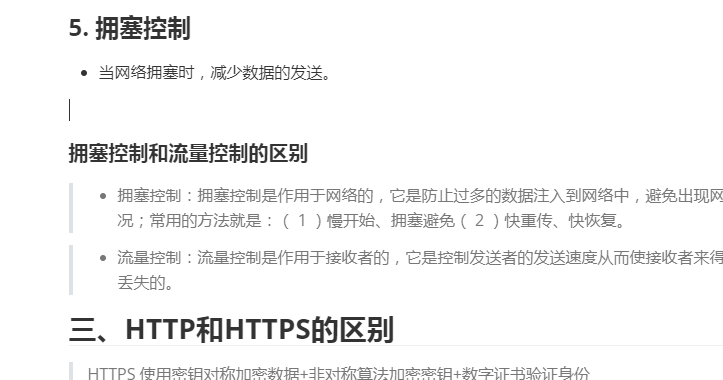 5. 拥塞控制
当网络拥塞时，减少数据的发送。
拥塞控制和流量控制的区别
拥塞控制：拥塞控制是作用于网络的，它是防止过多的数据注入到网络中，避免出现网
况；常用的方法就是：（ 1 ）慢开始、拥塞避免（ 2 ）快重传、快恢复。
流量控制：流量控制是作用于接收者的，它是控制发送者的发送速度从而使接收者来得
丢失的。
三、HTTP和HTTPS的区别
HTTPS 使用密钥对称加密数据+非对称算法加密密钥+数字证书验证身份